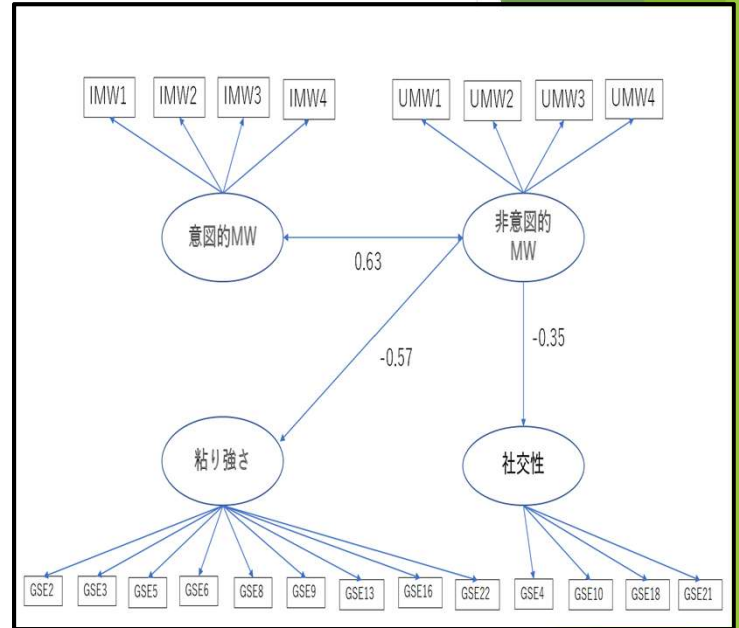 IMW1 IMW2 IMW3 IMW4 UMW1 UMW2 UMW3 UMW4
意図的MW
非意図的
MW
0.63
-0.57
-0.35
粘り強さ
社交性
GSE2 GSE3 GSE5 GSE6 GSE8 GSE9 GSE13 GSE16 GSE22 GSE4 GSE10 GSE18 GSE21